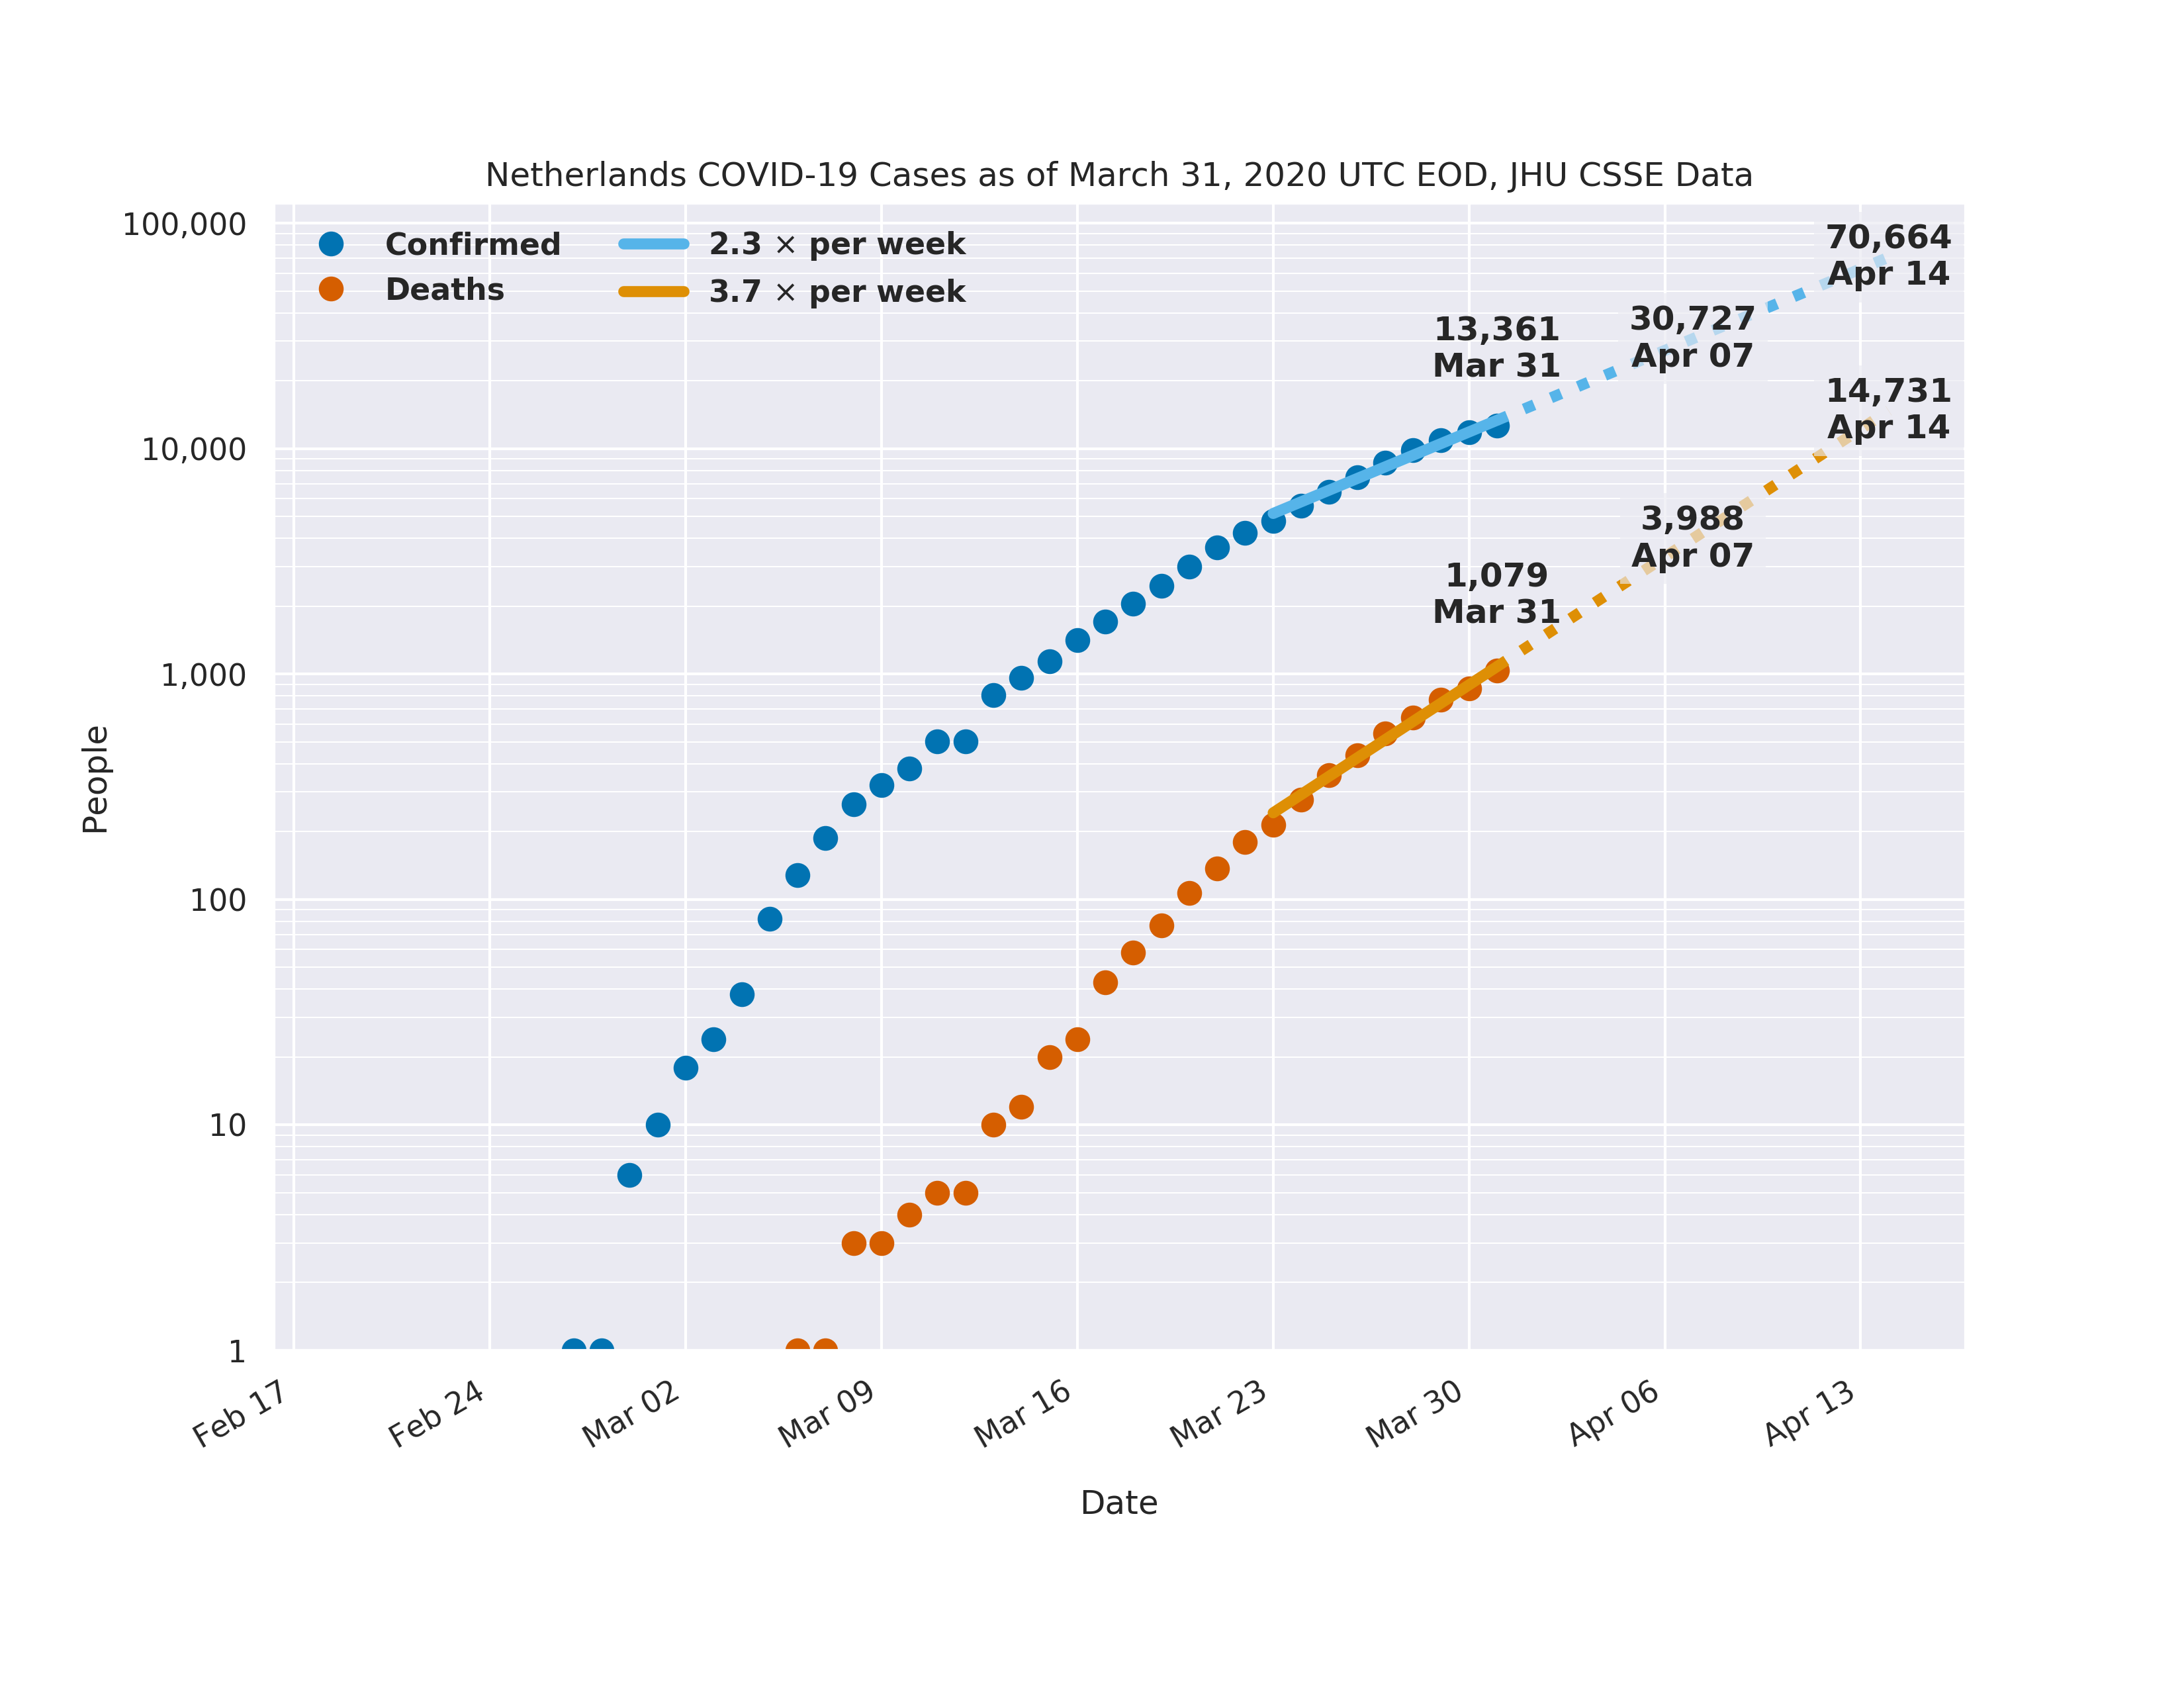 Netherlands COVID-19 Cases as of March 31, 2020 UTC EOD, JHU CSSE Data
100,000
10,000
1,000
100
10
1
People
Confirmed
Deaths
2.3 × per week
3.7 × per week
13,361
Mar 31
30,727
Apr 07
70,664
Apr 14
1,079
Mar 31
3,988
Apr 07
14,731
Apr 14
Feb 17
Feb 24
Mar 02
Mar 09
Mar 16
Mar 23
Mar 30
Apr 06
Apr 13
Date